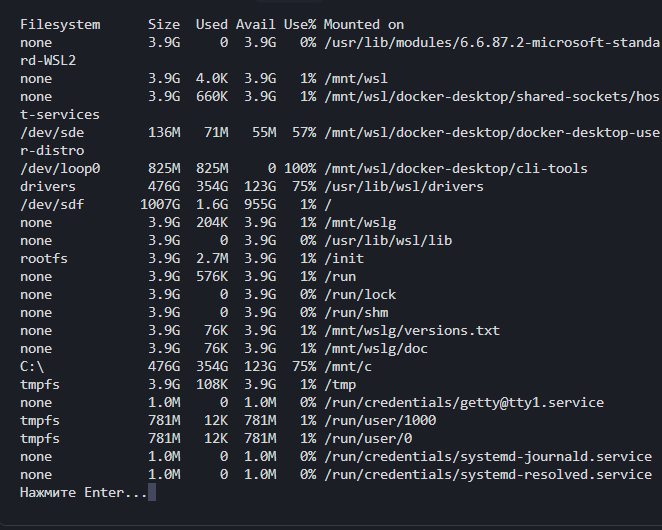 Filesystem      Size  Used Avail Use% Mounted on
none            3.9G     0  3.9G   0% /usr/lib/modules/6.6.87.2-microsoft-standa
rd-WSL2
none            3.9G  4.0K  3.9G   1% /mnt/wsl
none            3.9G  660K  3.9G   1% /mnt/wsl/docker-desktop/shared-sockets/hos
t-services
/dev/sde        136M   71M   55M  57% /mnt/wsl/docker-desktop/docker-desktop-use
r-distro
/dev/loop0      825M  825M     0 100% /mnt/wsl/docker-desktop/cli-tools
drivers         476G  354G  123G  75% /usr/lib/wsl/drivers
/dev/sdf       1007G  1.6G  955G   1% /
none            3.9G  204K  3.9G   1% /mnt/wslg
none            3.9G     0  3.9G   0% /usr/lib/wsl/lib
rootfs          3.9G  2.7M  3.9G   1% /init
none            3.9G  576K  3.9G   1% /run
none            3.9G     0  3.9G   0% /run/lock
none            3.9G     0  3.9G   0% /run/shm
none            3.9G   76K  3.9G   1% /mnt/wslg/versions.txt
none            3.9G   76K  3.9G   1% /mnt/wslg/doc
C:\             476G  354G  123G  75% /mnt/c
tmpfs           3.9G  108K  3.9G   1% /tmp
none            1.0M     0  1.0M   0% /run/credentials/getty@tty1.service
tmpfs           781M   12K  781M   1% /run/user/1000
tmpfs           781M   12K  781M   1% /run/user/0
none            1.0M     0  1.0M   0% /run/credentials/systemd-journald.service
none            1.0M     0  1.0M   0% /run/credentials/systemd-resolved.service
Нажмите Enter...